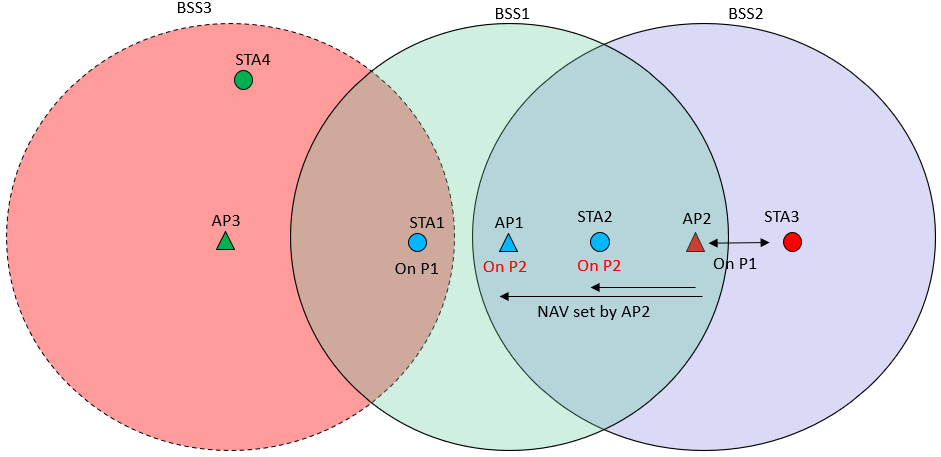 BSS3
BSS1
BSS2
STA4
AP3
STA1
AP1
STA2
AP2
STA3
On P1
On P2
On P2
On P1
NAV set by AP2